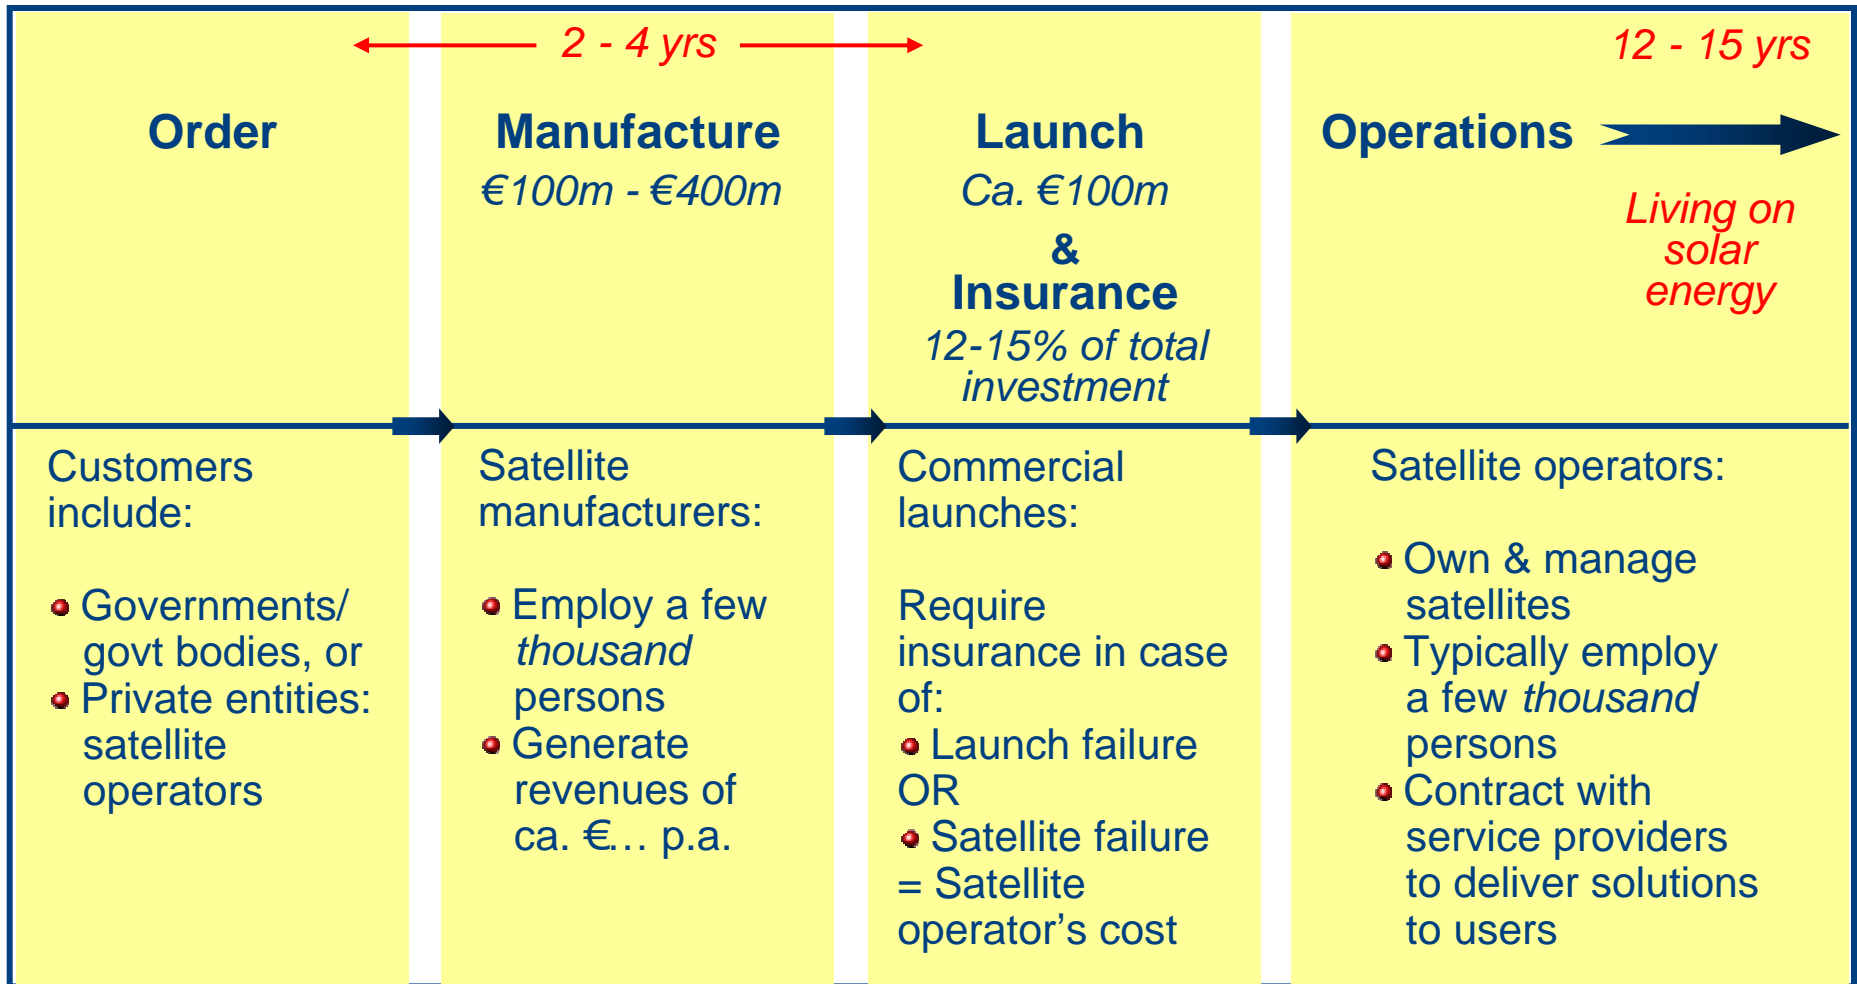 2 - 4 yrs
12 - 15 yrs
Order
Manufacture
€100m - €400m
Launch
Ca. €100m
&
Insurance
12-15% of total
investment
Operations
Living on
solar
energy
Customers
include:
Governments/
govt bodies, or
Private entities:
satellite
operators
Satellite
manufacturers:
Employ a few
thousand
persons
Generate
revenues of
ca. €… p.a.
Commercial
launches:
Require
insurance in case
of:
Launch failure
OR
Satellite failure
= Satellite
operator’s cost
Satellite operators:
Own & manage
satellites
Typically employ
a few thousand
persons
Contract with
service providers
to deliver solutions
to users